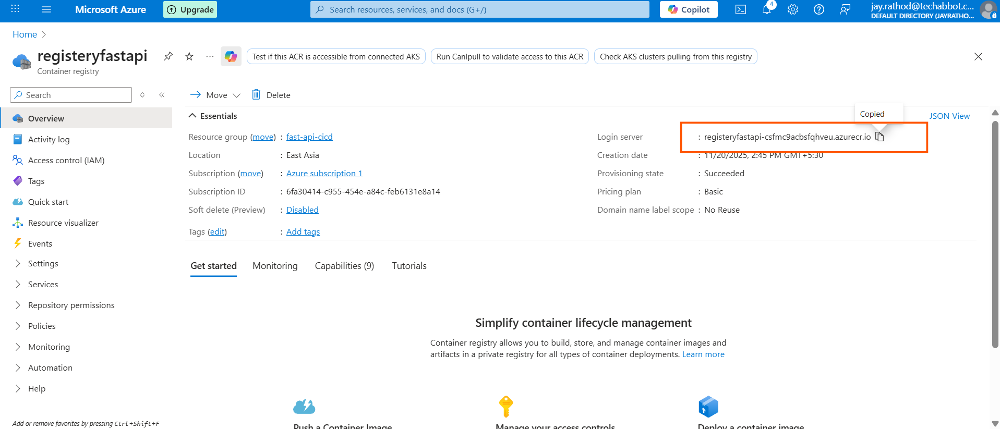 Microsoft Azure
Upgrade
Search resources, services, and docs (G+/)
Copilot
4
jay.rathod@techabbot.c...
DEFAULT DIRECTORY (JAYRATHO...
Home
registeryfastapi
Container registry
Test if this ACR is accessible from connected AKS
Run CanIpull to validate access to this ACR
Check AKS clusters pulling from this registry
Search
Move
Delete
Overview
Activity log
Access control (IAM)
Tags
Quick start
Resource visualizer
Events
Settings
Services
Repository permissions
Policies
Monitoring
Automation
Help
Add or remove favorites by pressing Ctrl+Shift+F
Essentials
Copied
JSON View
Resource group (move) : fast-api-cicd
Location : East Asia
Subscription (move) : Azure subscription 1
Subscription ID : 6fa30414-c955-454e-a84c-feb6131e8a14
Soft delete (Preview) : Disabled
Tags (edit) : Add tags
Login server : registeryfastapi-csfmc9acbsfqhveu.azurecr.io
Creation date : 11/20/2025, 2:45 PM GMT+5:30
Provisioning state : Succeeded
Pricing plan : Basic
Domain name label scope : No Reuse
Get started
Monitoring
Capabilities (9)
Tutorials
Simplify container lifecycle management
Container registry allows you to build, store, and manage container images and
artifacts in a private registry for all types of container deployments. Learn more
Push a Container Image
Manage your access controls
Deploy a container image